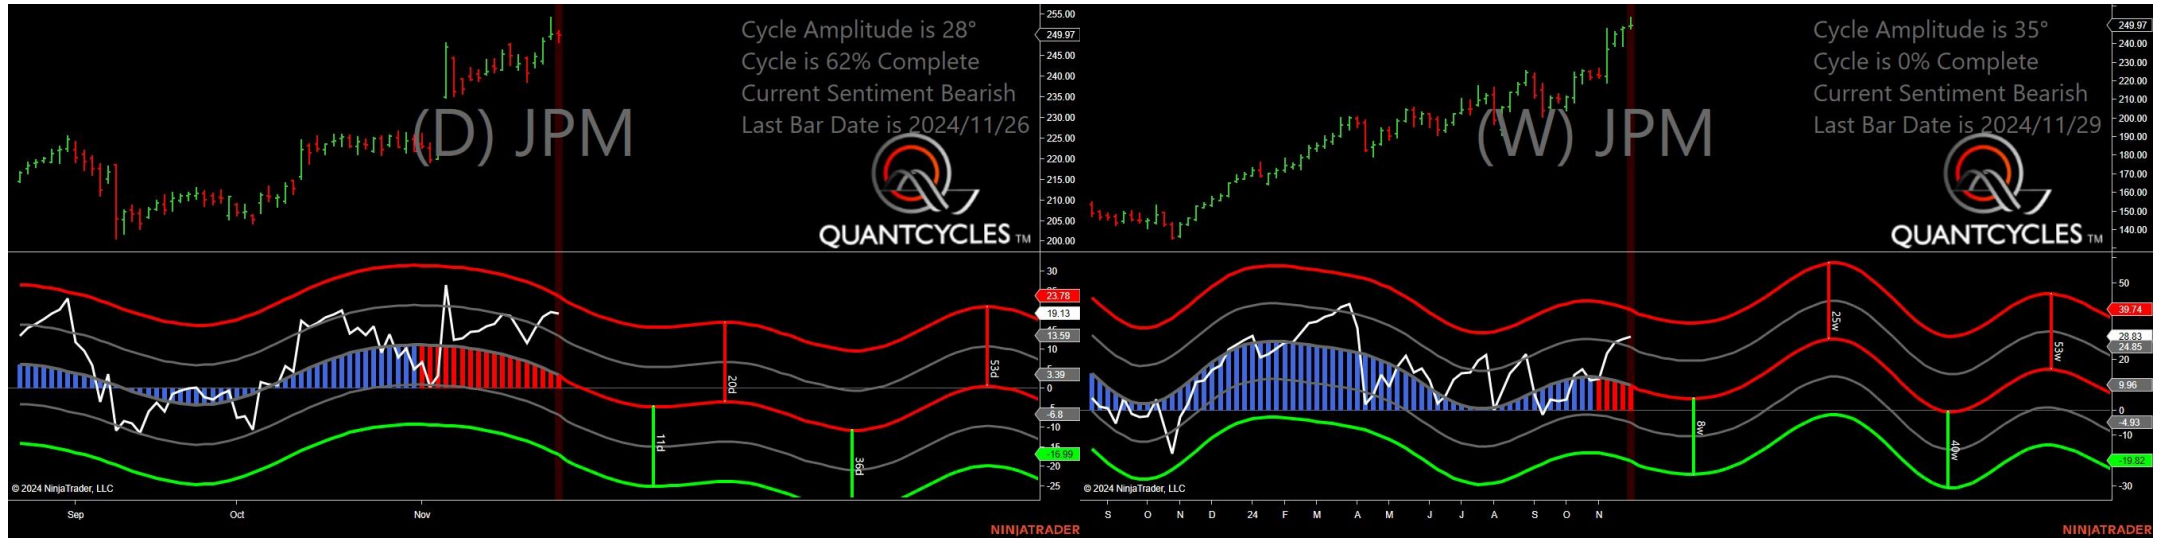 Cycle Amplitude is 28°
Cycle is 62% Complete
Current Sentiment Bearish
Last Bar Date is 2024/11/26
(D) JPM
QUANTCYCLES TM
255.00
249.97
245.00
240.00
235.00
230.00
225.00
220.00
215.00
210.00
205.00
200.00
30
23.78
19.13
13.59
10
3.39
0
-6.8
-10
-16.99
-20
-25
11d
20d
36d
53d
© 2024 NinjaTrader, LLC
Sep Oct Nov
NINJATRADER
Cycle Amplitude is 35°
Cycle is 0% Complete
Current Sentiment Bearish
Last Bar Date is 2024/11/29
(W) JPM
QUANTCYCLES TM
249.97
240.00
230.00
220.00
210.00
200.00
190.00
180.00
170.00
160.00
150.00
140.00
50
39.74
28.83
24.85
20
9.96
0
-4.93
-10
-19.82
-30
8w
25w
40w
53w
© 2024 NinjaTrader, LLC
S O N D 24 F M A M J J A S O N
NINJATRADER